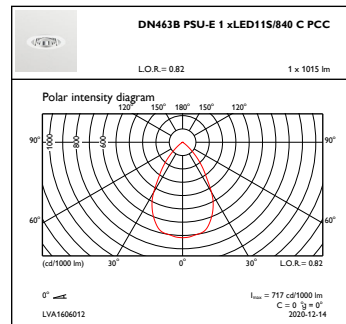 DN463B PSU-E 1 xLED11S/840 C PCC
L.O.R.= 0.82 1 x 1015 lm
Polar intensity diagram
120° 150° 180° 150° 120°
90° 1000 800 600 90°
60° 60°
(cd/1000 lm) 30° 0° 30° L.O.R.= 0.82
0° Imax = 717 cd/1000 lm
C = 0 °g = 0°
LVA1606012 2020-12-14